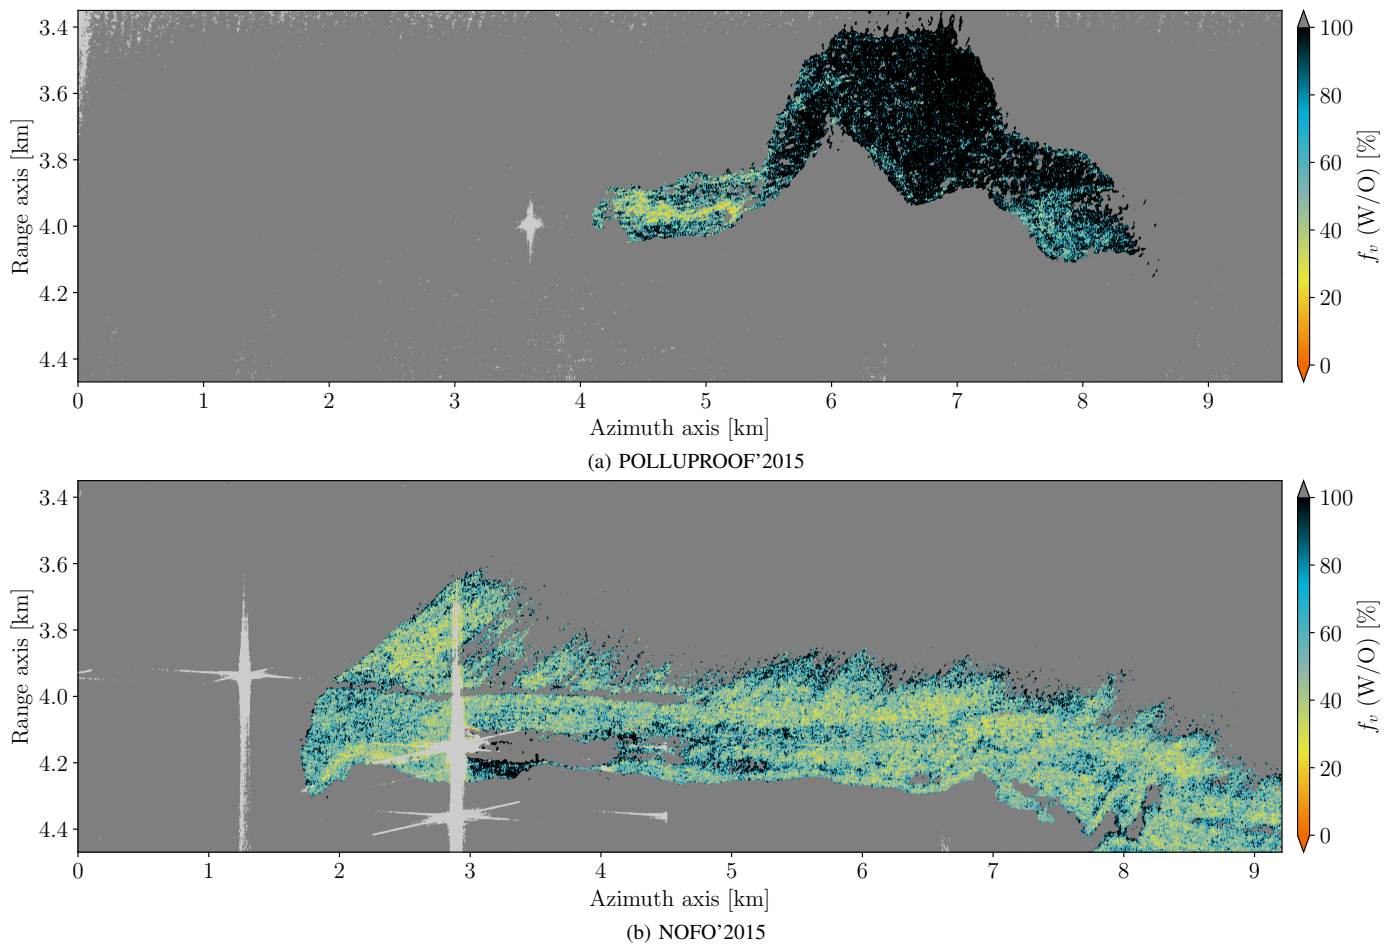 3.4
3.6
3.8
4.0
4.2
4.4
Range axis [km]
0 1 2 3 4 5 6 7 8 9
Azimuth axis [km]
100
80
60
40
20
0
f_v (W/O) [%]
(a) POLLUPROOF'2015
3.4
3.6
3.8
4.0
4.2
4.4
Range axis [km]
0 1 2 3 4 5 6 7 8 9
Azimuth axis [km]
100
80
60
40
20
0
f_v (W/O) [%]
(b) NOFO'2015